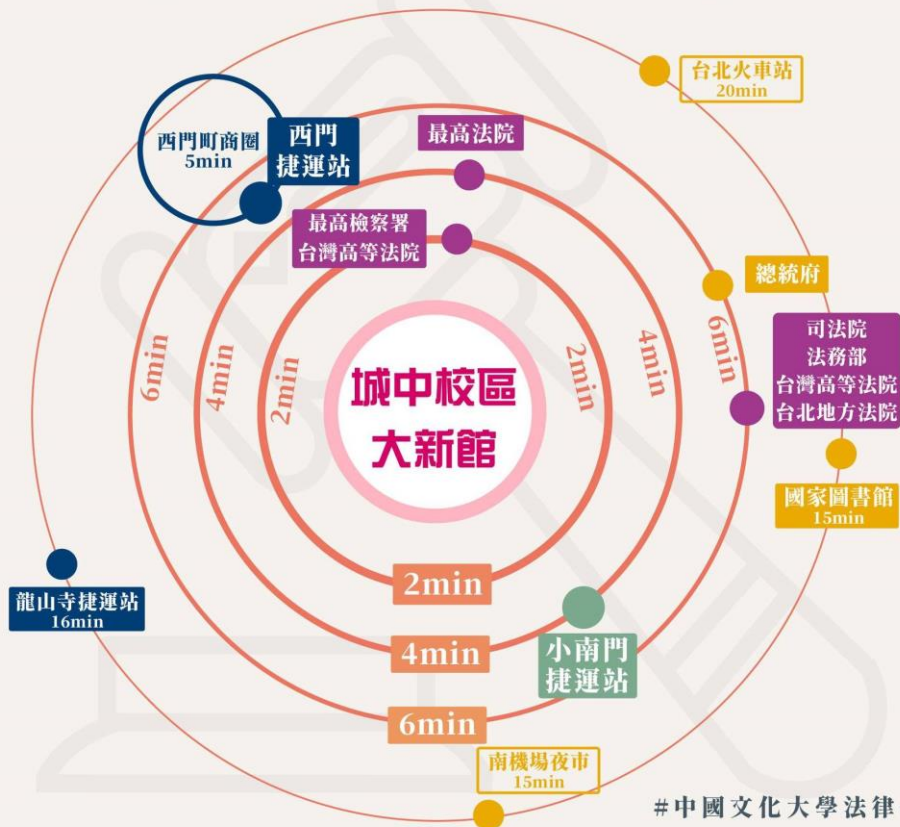 台北火車站
20min
西門町商圈
5min
西門
捷運站
最高法院
最高檢察署
台灣高等法院
總統府
6min
4min
2min
2min
4min
6min
司法院
法務部
台灣高等法院
台北地方法院
城中校區
大新館
國家圖書館
15min
龍山寺捷運站
16min
2min
4min
6min
小南門
捷運站
南機場夜市
15min
#中國文化大學法律